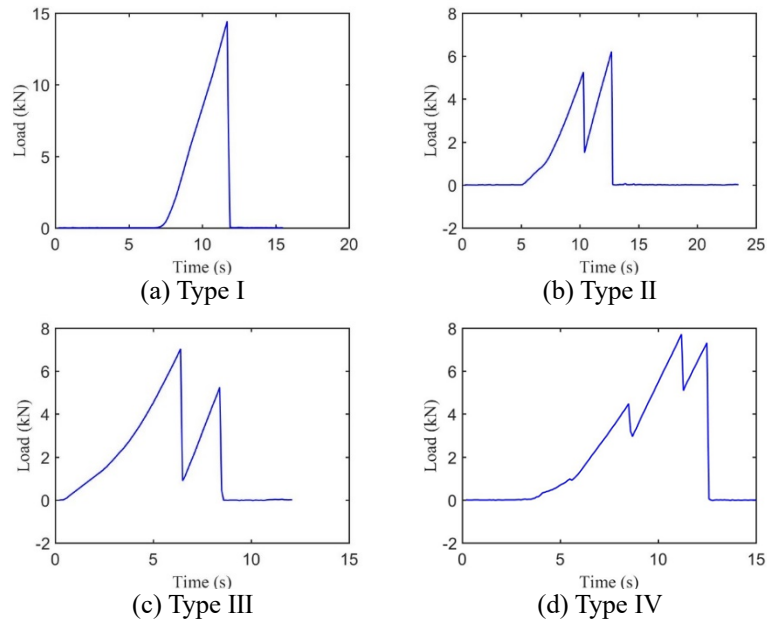 15
10
5
0
Load (kN)
0 5 10 15 20
Time (s)
(a) Type I
8
6
4
2
0
-2
Load (kN)
0 5 10 15 20 25
Time (s)
(b) Type II
8
6
4
2
0
-2
Load (kN)
0 5 10 15
Time (s)
(c) Type III
8
6
4
2
0
-2
Load (kN)
0 5 10 15
Time (s)
(d) Type IV